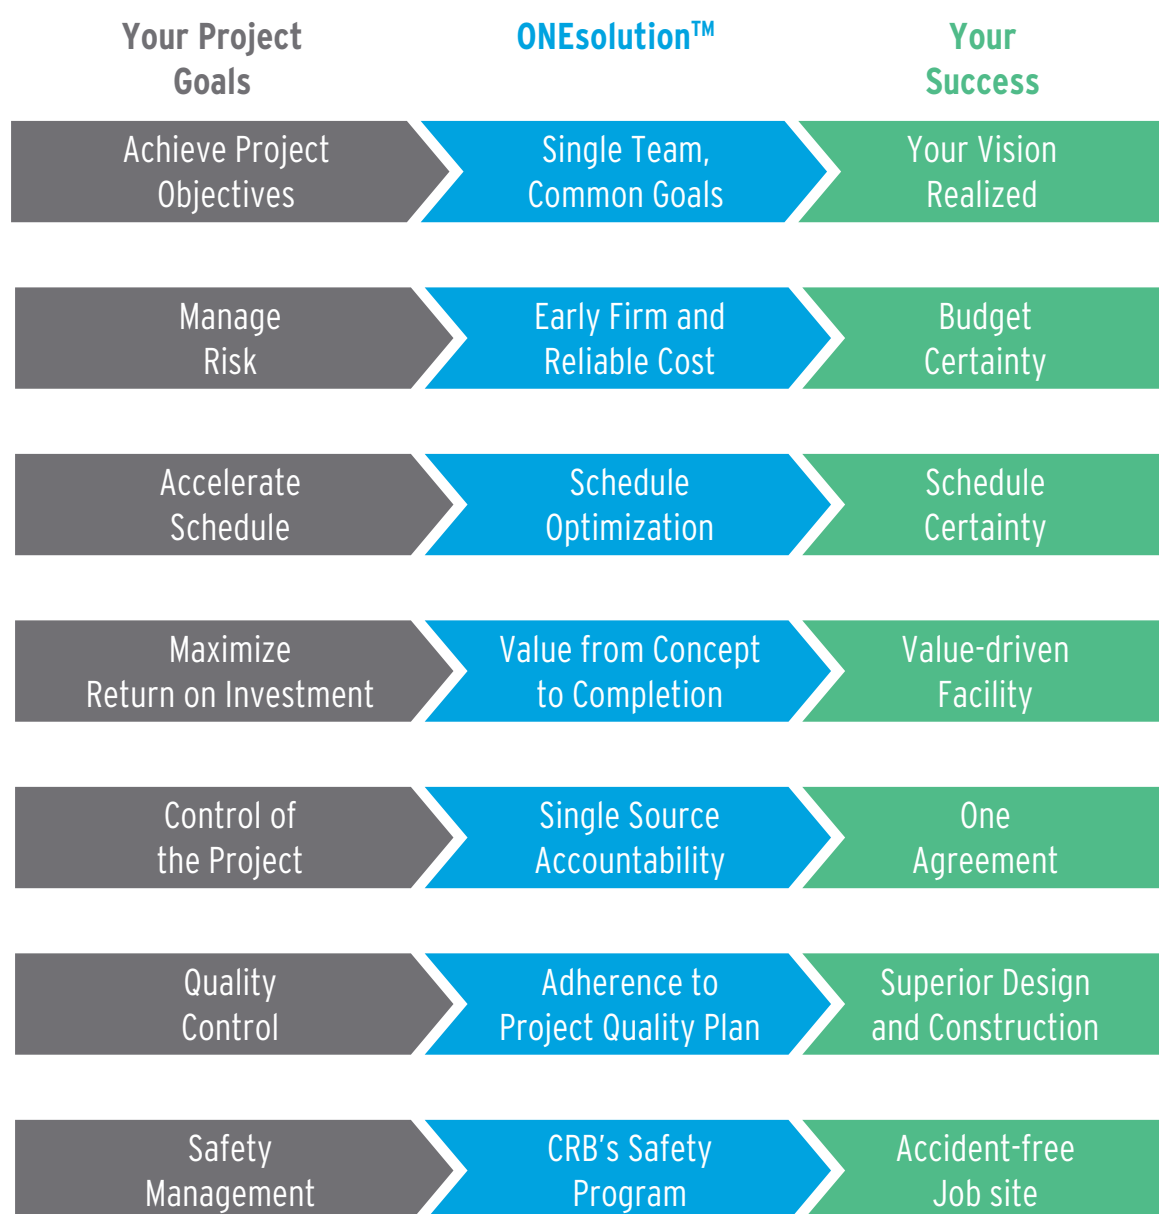 Your Project
Goals
ONEsolution™
Your
Success
Achieve Project
Objectives
Single Team,
Common Goals
Your Vision
Realized
Manage
Risk
Early Firm and
Reliable Cost
Budget
Certainty
Accelerate
Schedule
Schedule
Optimization
Schedule
Certainty
Maximize
Return on Investment
Value from Concept
to Completion
Value-driven
Facility
Control of
the Project
Single Source
Accountability
One
Agreement
Quality
Control
Adherence to
Project Quality Plan
Superior Design
and Construction
Safety
Management
CRB’s Safety
Program
Accident-free
Job site